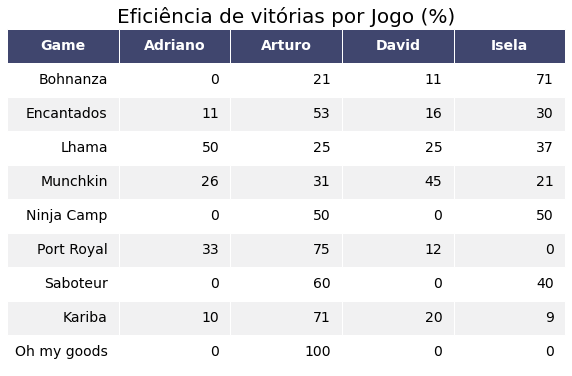 Eficiência de vitórias por Jogo (%)
Game Adriano Arturo David Isela
Bohnanza 0 21 11 71
Encantados 11 53 16 30
Lhama 50 25 25 37
Munchkin 26 31 45 21
Ninja Camp 0 50 0 50
Port Royal 33 75 12 0
Saboteur 0 60 0 40
Kariba 10 71 20 9
Oh my goods 0 100 0 0